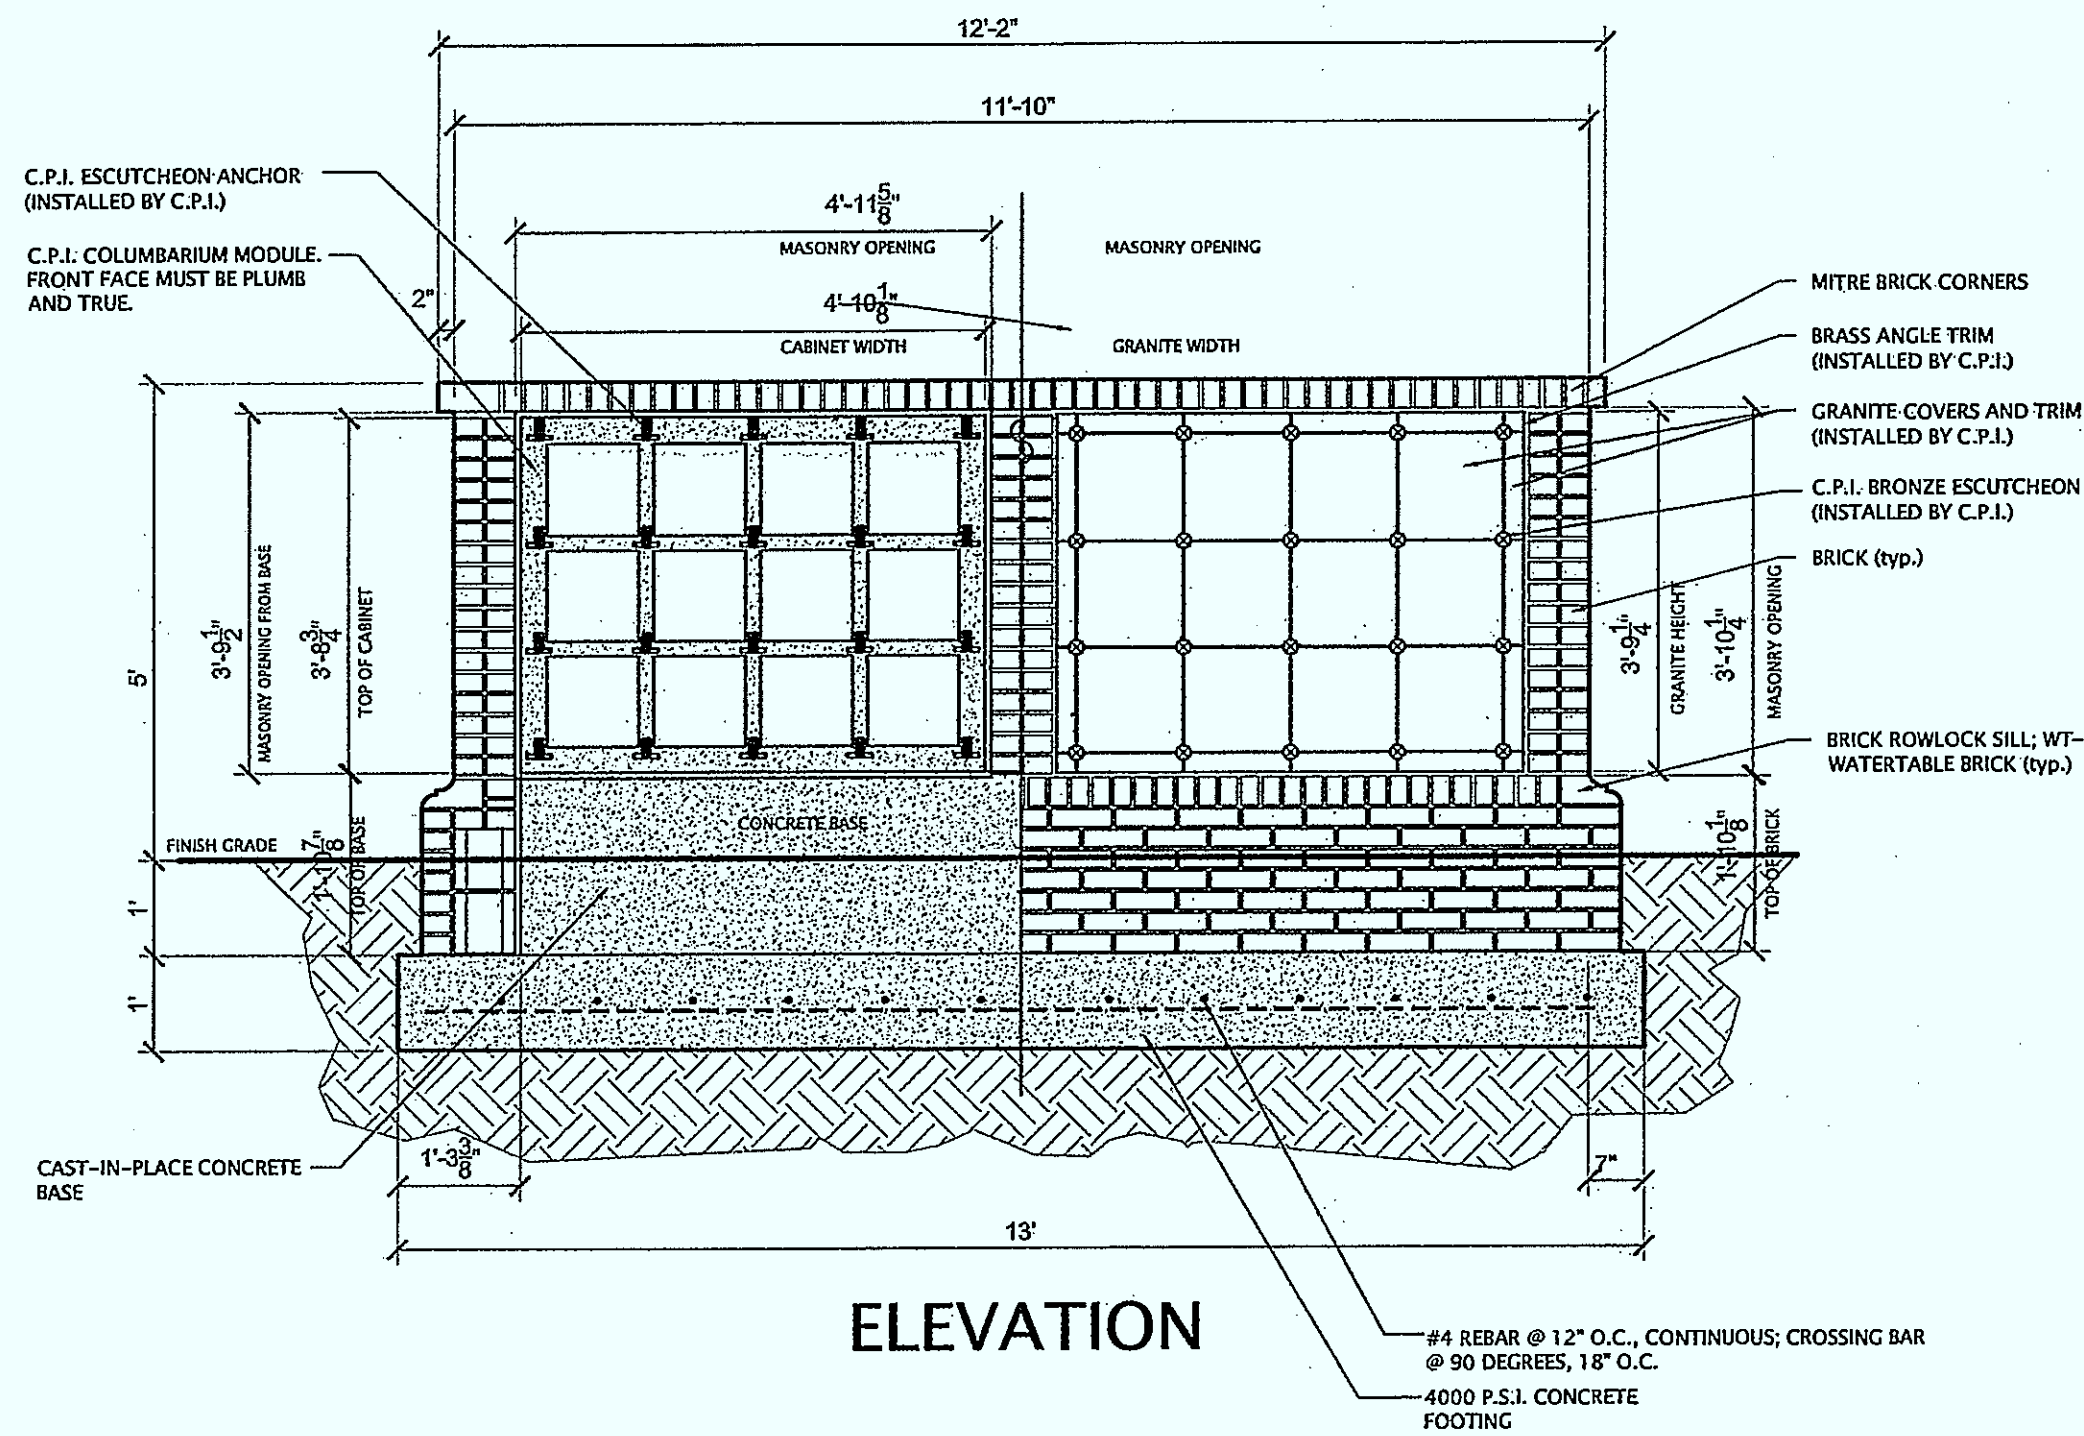 12'-2"
11'-10"
C.P.I. ESCUTCHEON ANCHOR
(INSTALLED BY C.P.I.)
4'-11 5/8"
MASONRY OPENING
MASONRY OPENING
C.P.I. COLUMBARIUM MODULE.
FRONT FACE MUST BE PLUMB
AND TRUE.
2"
4'-10 1/8"
CABINET WIDTH
GRANITE WIDTH
MITRE BRICK CORNERS
BRASS ANGLE TRIM
(INSTALLED BY C.P.I.)
GRANITE COVERS AND TRIM
(INSTALLED BY C.P.I.)
C.P.I. BRONZE ESCUTCHEON
(INSTALLED BY C.P.I.)
BRICK (typ.)
5'
3'-9 1/2"
MASONRY OPENING FROM BASE
3'-8 3/4"
TOP OF CABINET
3'-9 1/4"
GRANITE HEIGHT
3'-10 1/4"
MASONRY OPENING
BRICK ROWLOCK SILL; WT-
WATERTABLE BRICK (typ.)
CONCRETE BASE
FINISH GRADE
TOP OF BASE
1'-10 1/8"
TOP OF BRICK
1'
1'
CAST-IN-PLACE CONCRETE
BASE
1'-3 3/8"
7"
13'
ELEVATION
#4 REBAR @ 12" O.C., CONTINUOUS; CROSSING BAR
@ 90 DEGREES, 18" O.C.
4000 P.S.I. CONCRETE
FOOTING